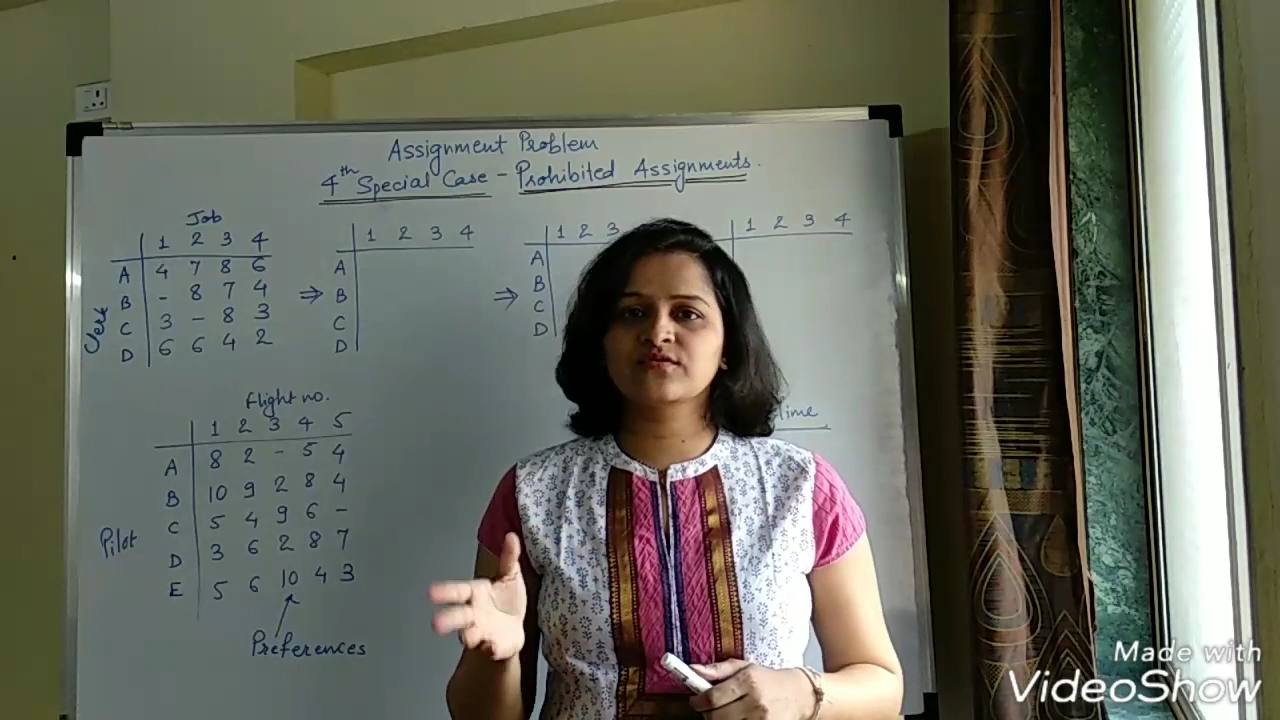 Assignment Problem
4th Special Case - Prohibited Assignments.
Job
1 2 3 4
A 4 7 8 6
B - 8 7 4
C 3 - 8 3
D 6 6 4 2
Clerk
⇒
1 2 3 4
A
B
C
D
⇒
1 2 3
A
B
C
D
1 2 3 4
Time
Flight no.
1 2 3 4 5
A 8 2 - 5 4
B 10 9 2 8 4
C 5 4 9 6 -
D 3 6 2 8 7
E 5 6 10 4 3
Pilot
Preferences
Made with
VideoShow